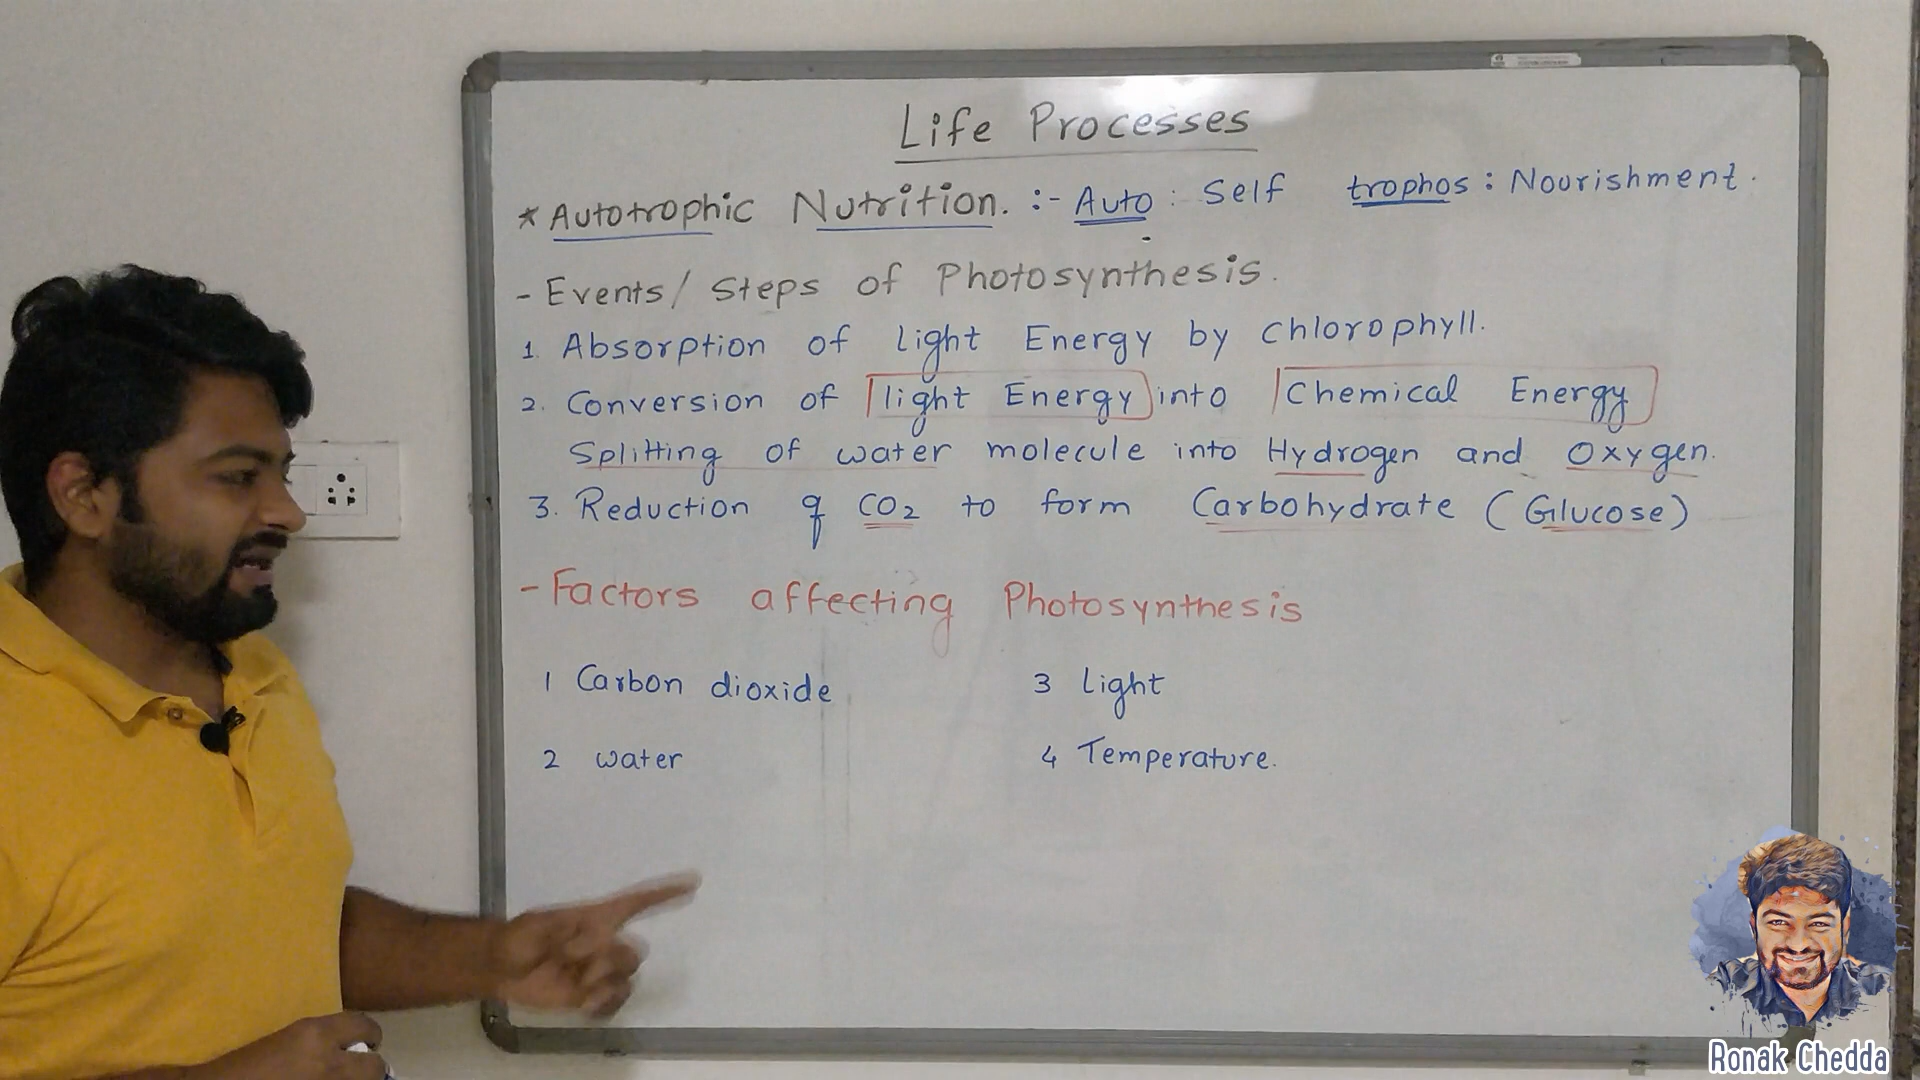 Life Processes
* Autotrophic Nutrition. :- Auto : Self trophos : Nourishment.
- Events/ Steps of Photosynthesis.
1. Absorption of light Energy by chlorophyll.
2. Conversion of light Energy into Chemical Energy
Splitting of water molecule into Hydrogen and Oxygen.
3. Reduction of CO2 to form Carbohydrate (Glucose)
- Factors affecting Photosynthesis
1 Carbon dioxide 3 Light
2 water 4 Temperature.
Ronak Chedda